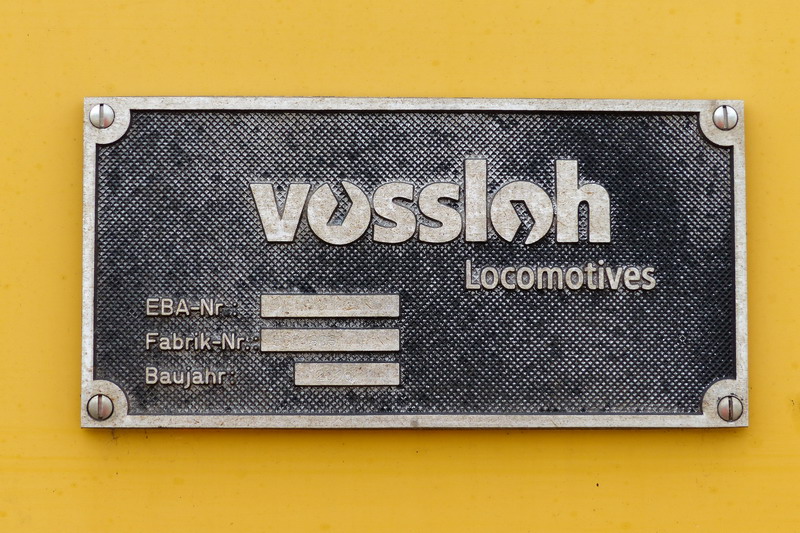 vossloh
Locomotives
EBA-Nr.:
Fabrik-Nr.:
Baujahr: